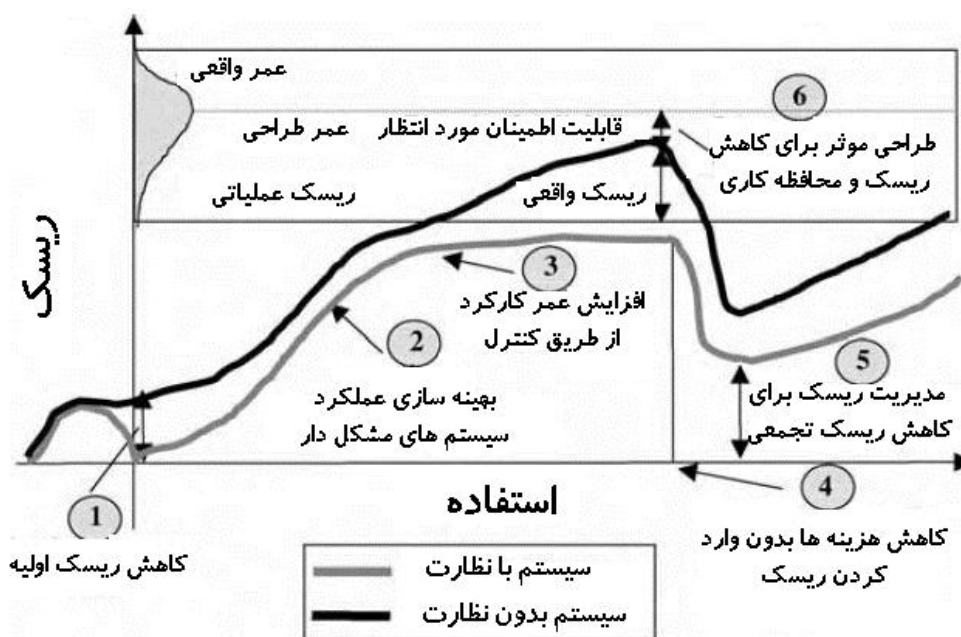 عمر واقعی
6
عمر طراحی
قابلیت اطمینان مورد انتظار
طراحی موثر برای کاهش
ریسک و محافظه کاری
ریسک عملیاتی
ریسک واقعی
ریسک
3
افزایش عمر کارکرد
از طریق کنترل
2
بهینه سازی عملکرد
سیستم های مشکل دار
5
مدیریت ریسک برای
کاهش ریسک تجمعی
1
کاهش ریسک اولیه
استفاده
4
کاهش هزینه ها بدون وارد
کردن ریسک
سیستم با نظارت
سیستم بدون نظارت